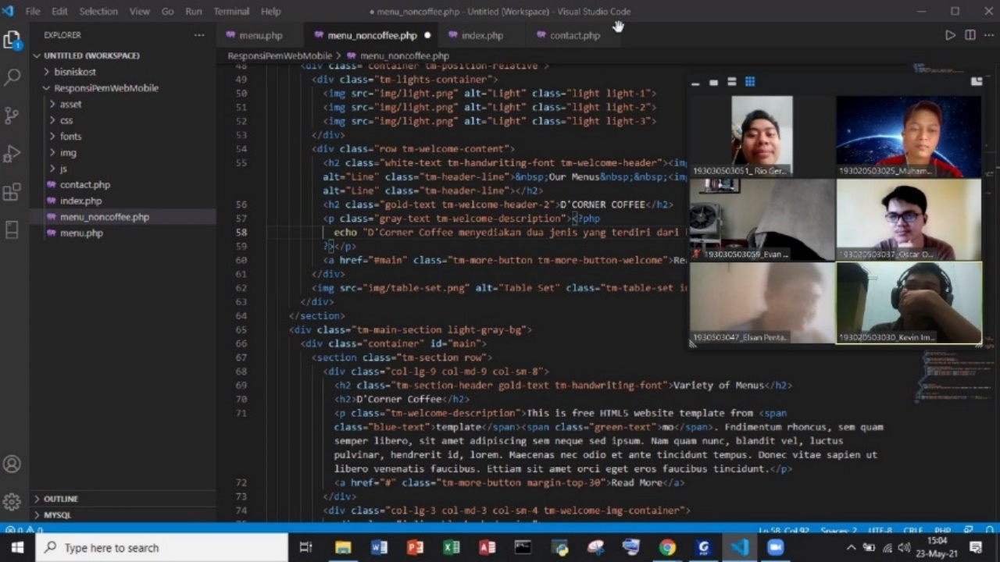 File Edit Selection View Go Run Terminal Help
● menu_noncoffee.php - Untitled (Workspace) - Visual Studio Code
EXPLORER
menu.php
menu_noncoffee.php ●
index.php
contact.php
UNTITLED (WORKSPACE)
bisniskost
ResponsiPemWebMobile
asset
css
fonts
img
js
contact.php
index.php
menu_noncoffee.php
menu.php
OUTLINE
MYSQL
ResponsiPemWebMobile > menu_noncoffee.php
48 <div class="container tm-position-relative">
49 <div class="tm-lights-container">
50 <img src="img/light.png" alt="Light" class="light light-1">
51 <img src="img/light.png" alt="Light" class="light light-2">
52 <img src="img/light.png" alt="Light" class="light light-3">
53 </div>
54 <div class="row tm-welcome-content">
55 <h2 class="white-text tm-handwriting-font tm-welcome-header"><img
alt="Line" class="tm-header-line">&nbsp;Our Menus&nbsp;&nbsp;<img
alt="Line" class="tm-header-line"></h2>
56 <h2 class="gold-text tm-welcome-header-2">D'CORNER COFFEE</h2>
57 <p class="gray-text tm-welcome-description"><?php
58 echo "D'Corner Coffee menyediakan dua jenis yang terdiri dari
59 ?></p>
60 <a href="#main" class="tm-more-button tm-more-button-welcome">Re
61 </div>
62 <img src="img/table-set.png" alt="Table Set" class="tm-table-set i
63 </div>
64 </section>
65 <div class="tm-main-section light-gray-bg">
66 <div class="container" id="main">
67 <section class="tm-section row">
68 <div class="col-lg-9 col-md-9 col-sm-8">
69 <h2 class="tm-section-header gold-text tm-handwriting-font">Variety of Menus</h2>
70 <h2>D'Corner Coffee</h2>
71 <p class="tm-welcome-description">This is free HTML5 website template from <span
class="blue-text">template</span><span class="green-text">mo</span>. Fndimentum rhoncus, sem quam
semper libero, sit amet adipiscing sem neque sed ipsum. Nam quam nunc, blandit vel, luctus
pulvinar, hendrerit id, lorem. Maecenas nec odio et ante tincidunt tempus. Donec vitae sapien ut
libero venenatis faucibus. Ettiam sit amet orci eget eros faucibus tincidunt.</p>
72 <a href="#" class="tm-more-button margin-top-30">Read More</a>
73 </div>
74 <div class="col-lg-3 col-md-3 col-sm-4 tm-welcome-img-container">
193030503051_ Rio Ger...
193020503025_Muham...
193030503059_Evan ...
193020503037_Oscar O...
1930503047_Elsan Penta...
193020503030_Kevin Im...
0 0
Ln 58, Col 92 Spaces: 2 UTF-8 CRLF PHP
Type here to search
15:04
23-May-21